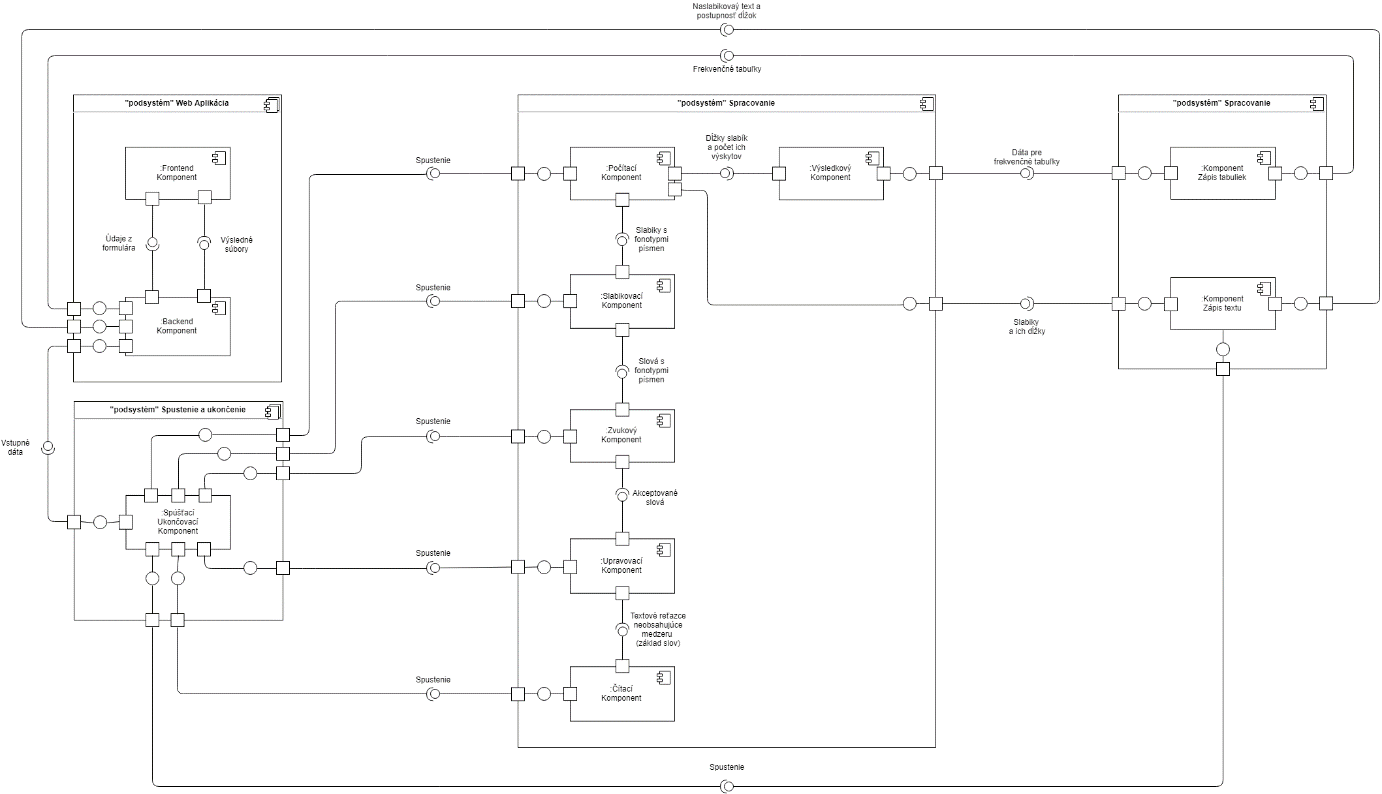 Naslabikovaý text a
postupnosť dĺžok
Frekvenčné tabuľky
"podsystém" Web Aplikácia
:Frontend
Komponent
Údaje z
formulára
Výsledné
súbory
:Backend
Komponent
"podsystém" Spustenie a ukončenie
Vstupné
dáta
:Spúšťací
Ukončovací
Komponent
Spustenie
Spustenie
Spustenie
Spustenie
Spustenie
"podsystém" Spracovanie
:Počítací
Komponent
Dĺžky slabík
a počet ich
výskytov
:Výsledkový
Komponent
Slabiky s
fonotypmi
písmen
:Slabikovací
Komponent
Slová s
fonotypmi
písmen
:Zvukový
Komponent
Akceptované
slová
:Upravovací
Komponent
Textové reťazce
neobsahujúce
medzeru
(základ slov)
:Čítací
Komponent
Dáta pre
frekvenčné tabuľky
Slabiky
a ich dĺžky
"podsystém" Spracovanie
:Komponent
Zápis tabuliek
:Komponent
Zápis textu
Spustenie